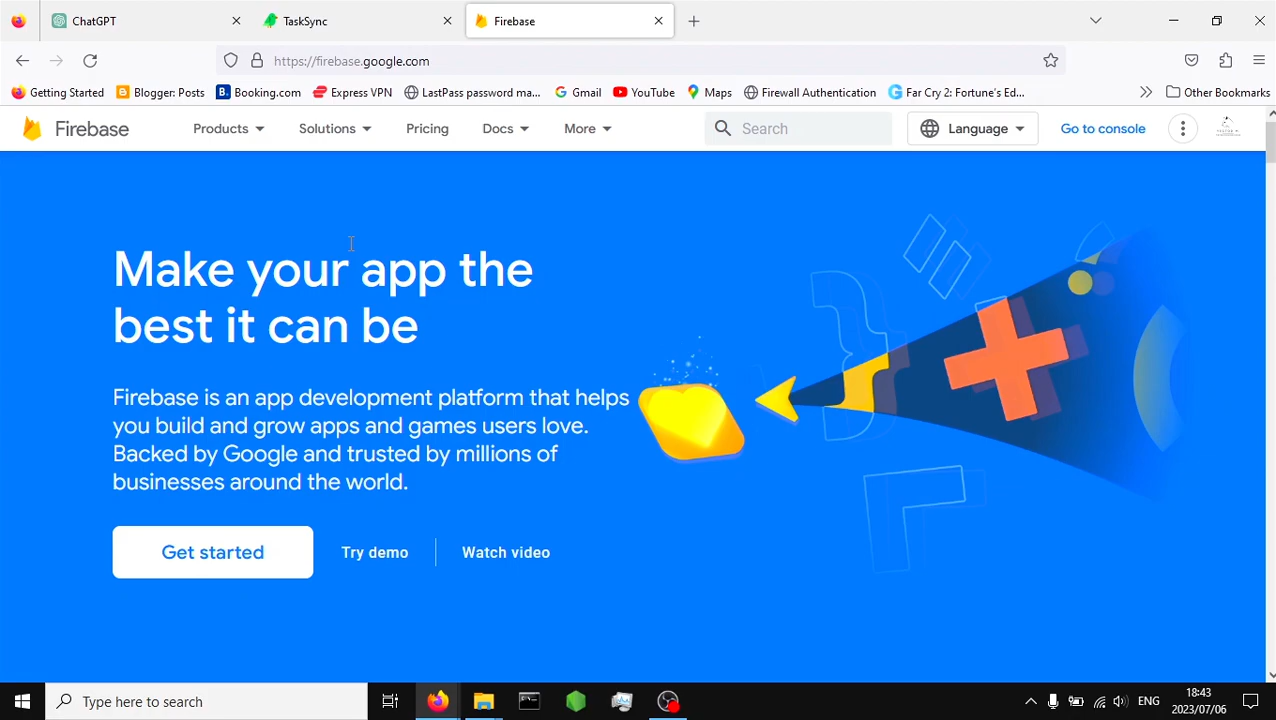 ChatGPT
TaskSync
Firebase
https://firebase.google.com
Getting Started
Blogger: Posts
Booking.com
Express VPN
LastPass password ma...
Gmail
YouTube
Maps
Firewall Authentication
Far Cry 2: Fortune's Ed...
Other Bookmarks
Firebase
Products
Solutions
Pricing
Docs
More
Search
Language
Go to console
Make your app the
best it can be
Firebase is an app development platform that helps
you build and grow apps and games users love.
Backed by Google and trusted by millions of
businesses around the world.
Get started
Try demo
Watch video
Type here to search
ENG
18:43
2023/07/06